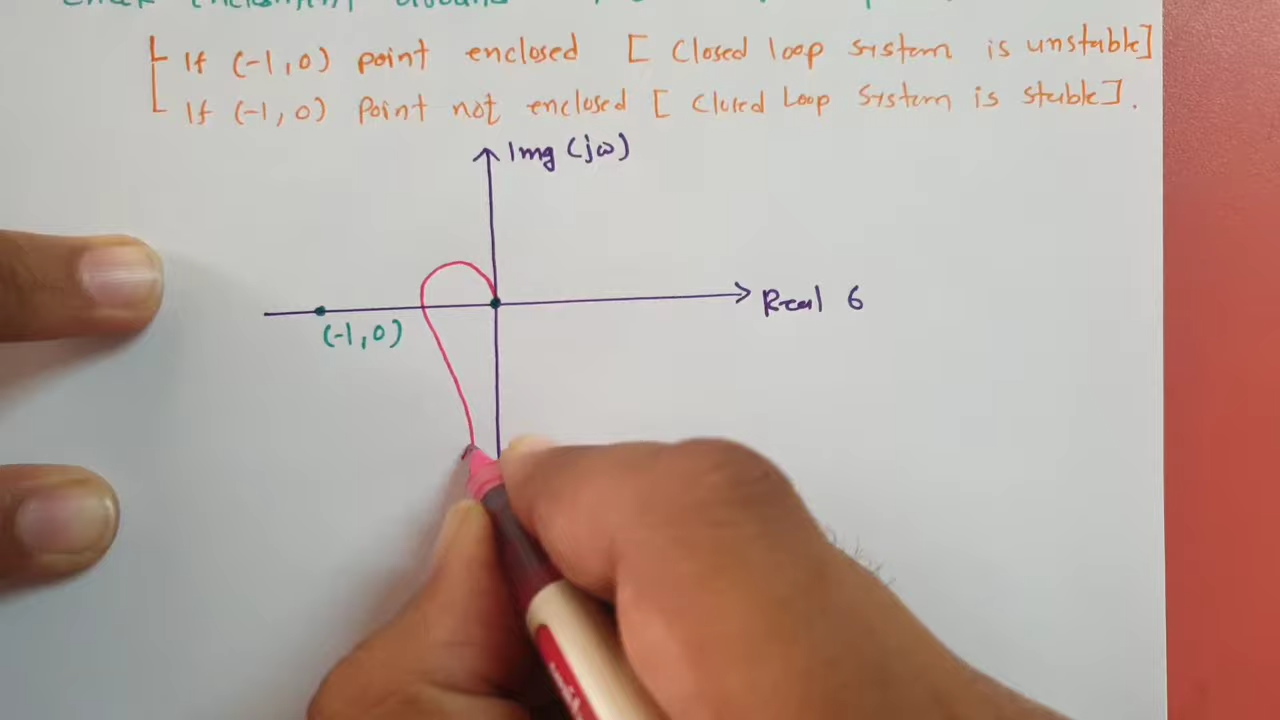 If (-1,0) point enclosed [ Closed loop system is unstable]
If (-1,0) Point not enclosed [ Closed Loop System is stable].
Img (jω)
Real 6
(-1,0)